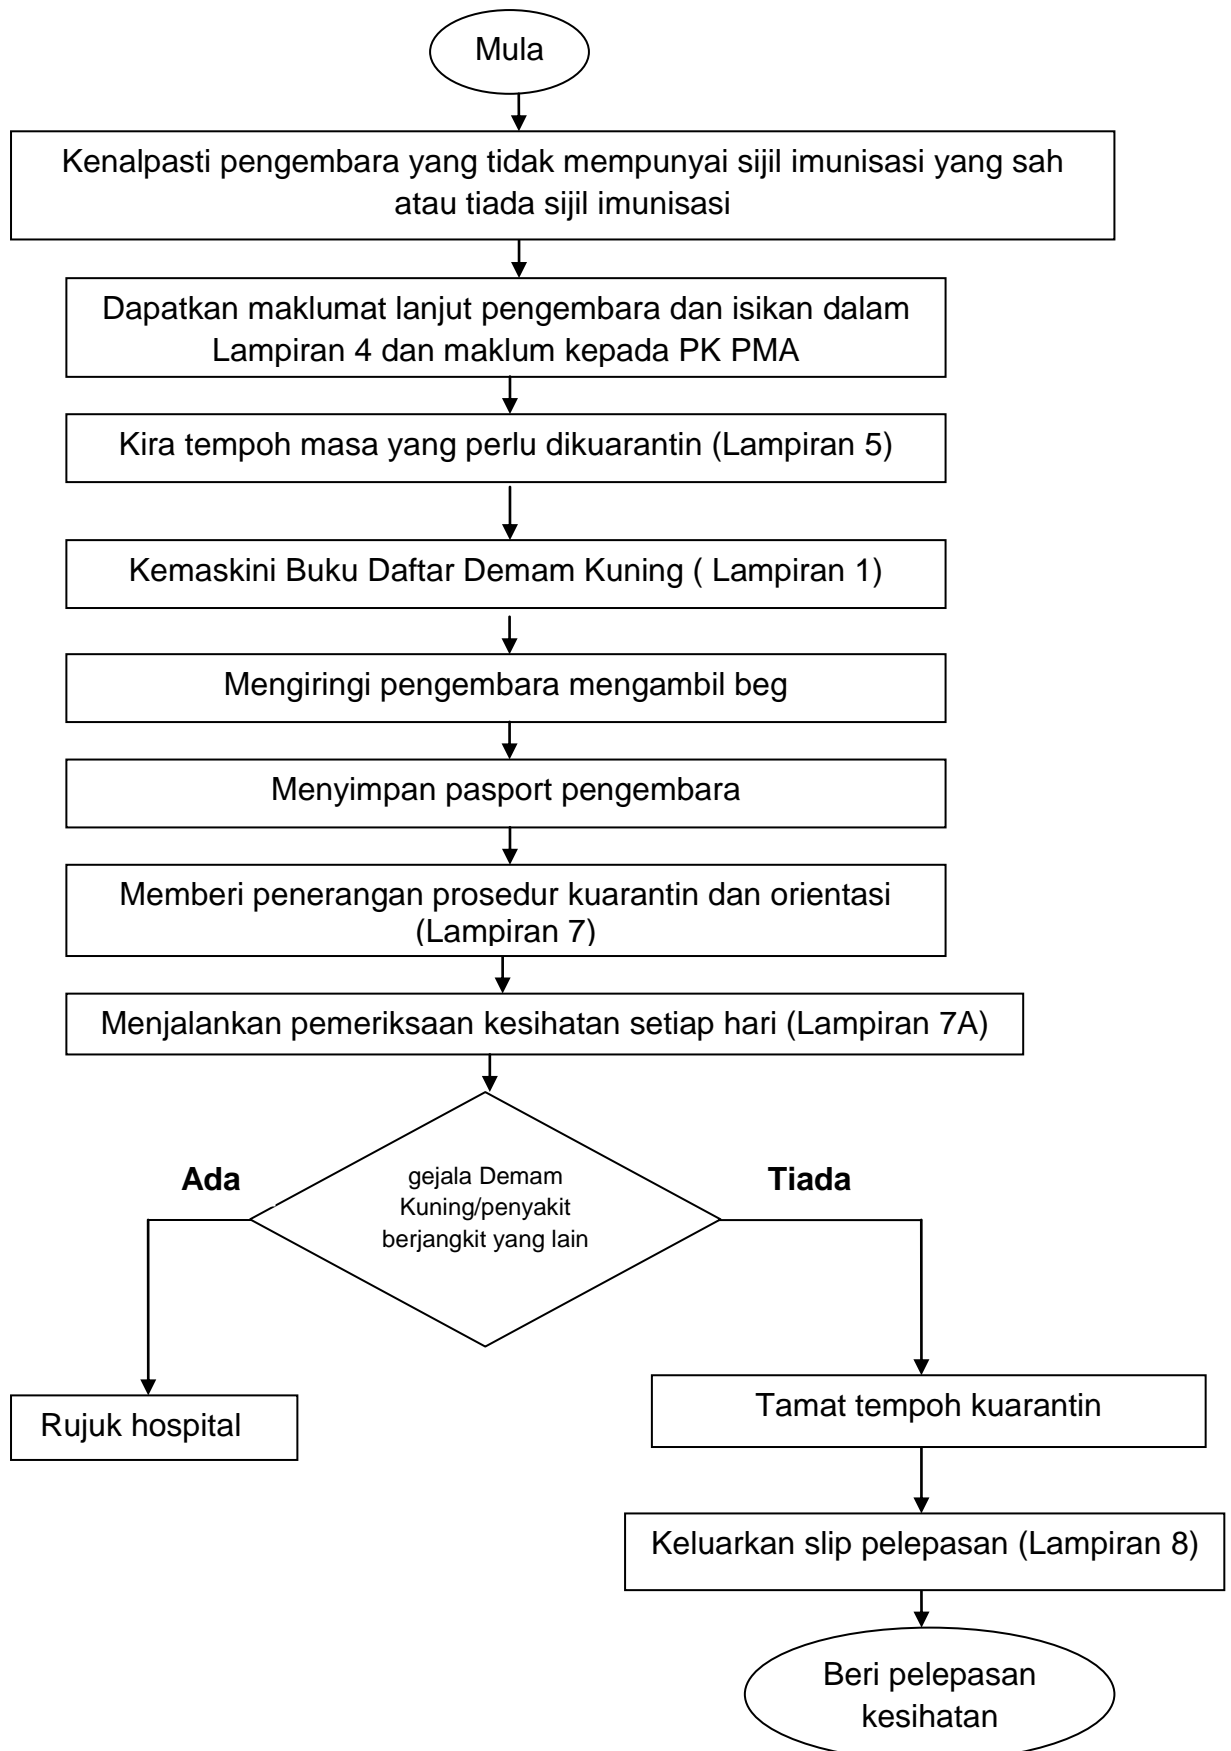 Mula
Kenalpasti pengembara yang tidak mempunyai sijil imunisasi yang sah
atau tiada sijil imunisasi
Dapatkan maklumat lanjut pengembara dan isikan dalam
Lampiran 4 dan maklum kepada PK PMA
Kira tempoh masa yang perlu dikuarantin (Lampiran 5)
Kemaskini Buku Daftar Demam Kuning ( Lampiran 1)
Mengiringi pengembara mengambil beg
Menyimpan pasport pengembara
Memberi penerangan prosedur kuarantin dan orientasi
(Lampiran 7)
Menjalankan pemeriksaan kesihatan setiap hari (Lampiran 7A)
Ada
gejala Demam
Kuning/penyakit
berjangkit yang lain
Tiada
Rujuk hospital
Tamat tempoh kuarantin
Keluarkan slip pelepasan (Lampiran 8)
Beri pelepasan
kesihatan